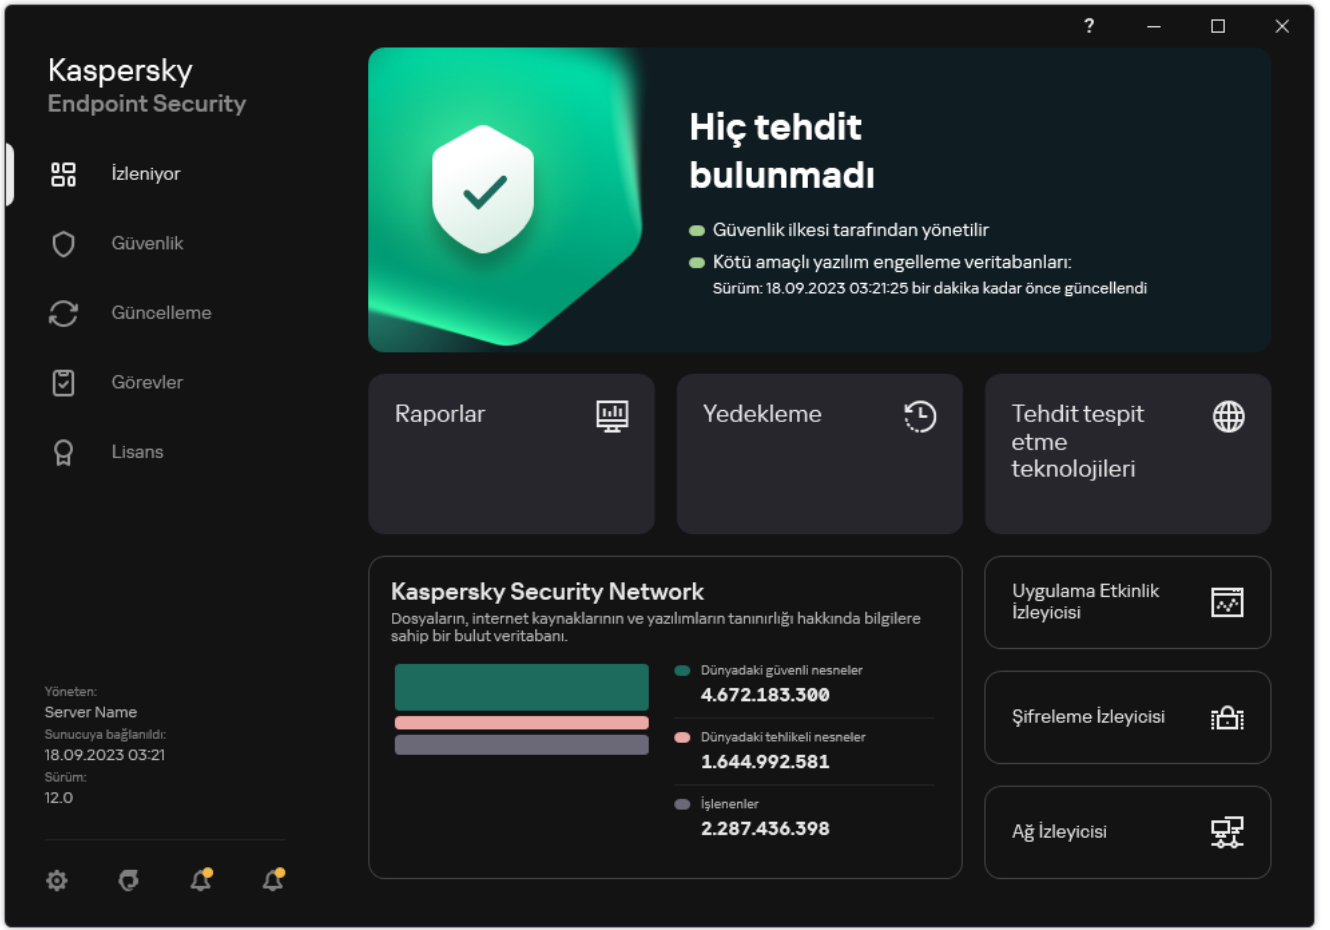 ?
Kaspersky
Endpoint Security
İzleniyor
Güvenlik
Güncelleme
Görevler
Lisans
Yöneten:
Server Name
Sunucuya bağlanıldı:
18.09.2023 03:21
Sürüm:
12.0
Hiç tehdit
bulunmadı
Güvenlik ilkesi tarafından yönetilir
Kötü amaçlı yazılım engelleme veritabanları:
Sürüm: 18.09.2023 03:21:25 bir dakika kadar önce güncellendi
Raporlar
Yedekleme
Tehdit tespit
etme
teknolojileri
Kaspersky Security Network
Dosyaların, internet kaynaklarının ve yazılımların tanınırlığı hakkında bilgilere
sahip bir bulut veritabanı.
Dünyadaki güvenli nesneler
4.672.183.300
Dünyadaki tehlikeli nesneler
1.644.992.581
İşlenenler
2.287.436.398
Uygulama Etkinlik
İzleyicisi
Şifreleme İzleyicisi
Ağ İzleyicisi